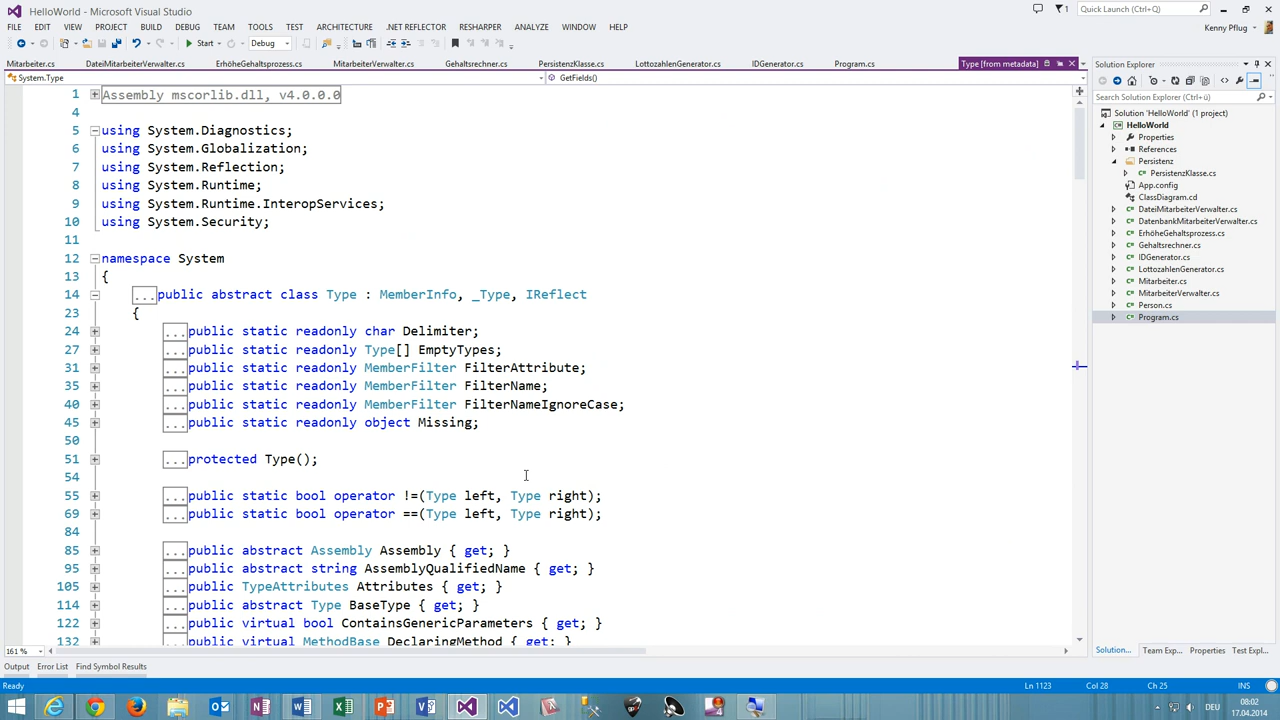 HelloWorld - Microsoft Visual Studio
1
Quick Launch (Ctrl+Q)
FILE EDIT VIEW PROJECT BUILD DEBUG TEAM TOOLS TEST ARCHITECTURE .NET REFLECTOR RESHARPER ANALYZE WINDOW HELP
Kenny Pflug
Start Debug
Mitarbeiter.cs DateiMitarbeiterVerwalter.cs ErhöheGehaltsprozess.cs MitarbeiterVerwalter.cs Gehaltsrechner.cs PersistenzKlasse.cs LottozahlenGenerator.cs IDGenerator.cs Program.cs Type [from metadata]
System.Type GetFields()
1 Assembly mscorlib.dll, v4.0.0.0
4
5 using System.Diagnostics;
6 using System.Globalization;
7 using System.Reflection;
8 using System.Runtime;
9 using System.Runtime.InteropServices;
10 using System.Security;
11
12 namespace System
13 {
14 ...public abstract class Type : MemberInfo, _Type, IReflect
23 {
24 ...public static readonly char Delimiter;
27 ...public static readonly Type[] EmptyTypes;
31 ...public static readonly MemberFilter FilterAttribute;
35 ...public static readonly MemberFilter FilterName;
40 ...public static readonly MemberFilter FilterNameIgnoreCase;
45 ...public static readonly object Missing;
50
51 ...protected Type();
54
55 ...public static bool operator !=(Type left, Type right);
69 ...public static bool operator ==(Type left, Type right);
84
85 ...public abstract Assembly Assembly { get; }
95 ...public abstract string AssemblyQualifiedName { get; }
105 ...public TypeAttributes Attributes { get; }
114 ...public abstract Type BaseType { get; }
122 ...public virtual bool ContainsGenericParameters { get; }
132 ...public virtual MethodBase DeclaringMethod { get; }
161 %
Solution Explorer
Search Solution Explorer (Ctrl+ü)
Solution 'HelloWorld' (1 project)
HelloWorld
Properties
References
Persistenz
PersistenzKlasse.cs
App.config
ClassDiagram.cd
DateiMitarbeiterVerwalter.cs
DatenbankMitarbeiterVerwalter.cs
ErhöheGehaltsprozess.cs
Gehaltsrechner.cs
IDGenerator.cs
LottozahlenGenerator.cs
Mitarbeiter.cs
MitarbeiterVerwalter.cs
Person.cs
Program.cs
Solution... Team Exp... Properties Test Expl...
Output Error List Find Symbol Results
Ready Ln 1123 Col 28 Ch 25 INS
DEU
08:02
17.04.2014